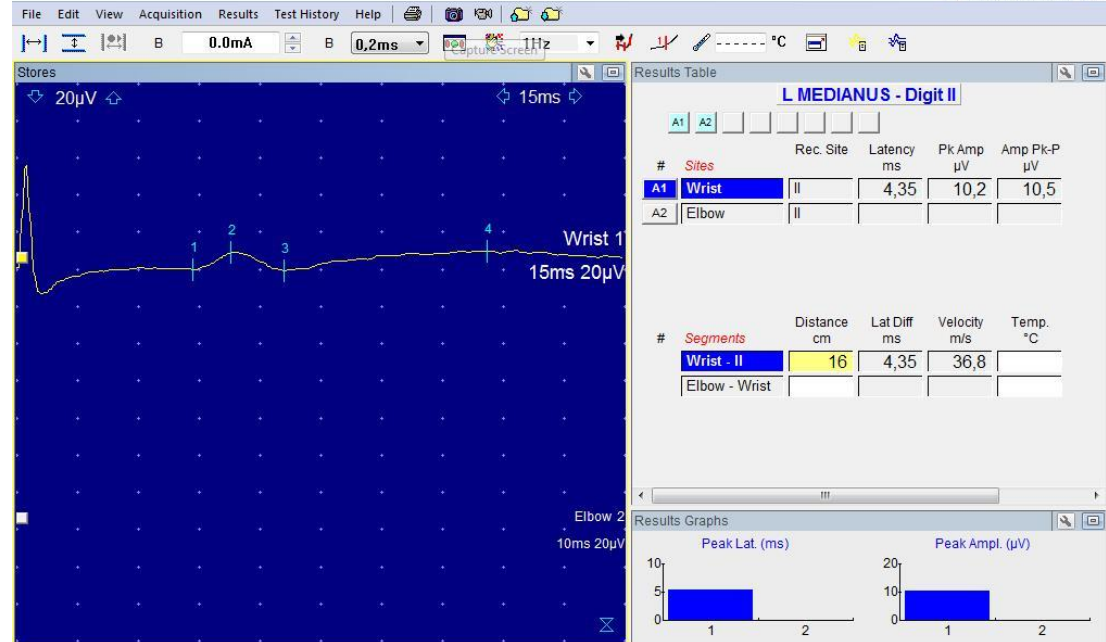 File Edit View Acquisition Results Test History Help
B 0.0mA B 0,2ms 1Hz ------ °C
Capture Screen
Stores
20µV 15ms
1 2 3 4
Wrist 1
15ms 20µV
Elbow 2
10ms 20µV
Results Table
L MEDIANUS - Digit II
A1 A2
# Sites Rec. Site Latency ms Pk Amp µV Amp Pk-P µV
A1 Wrist II 4,35 10,2 10,5
A2 Elbow II
# Segments Distance cm Lat Diff ms Velocity m/s Temp. °C
Wrist - II 16 4,35 36,8
Elbow - Wrist
Results Graphs
Peak Lat. (ms) Peak Ampl. (µV)
10 20
5 10
0 0
1 2 1 2